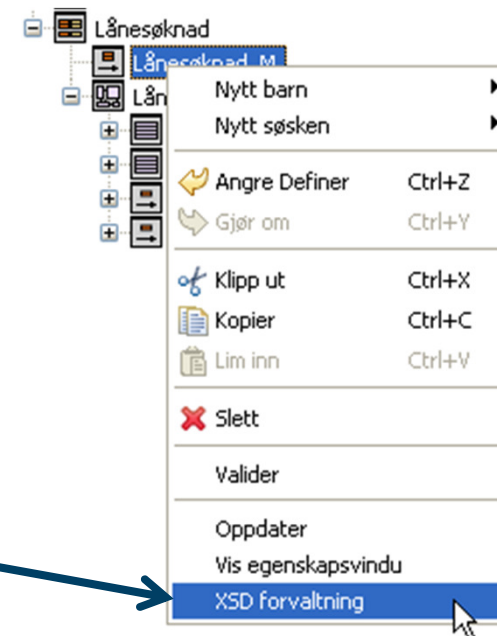 Lånesøknad
Lånesøknad_M
Lån
Nytt barn
Nytt søsken
Angre Definer Ctrl+Z
Gjør om Ctrl+Y
Klipp ut Ctrl+X
Kopier Ctrl+C
Lim inn Ctrl+V
Slett
Valider
Oppdater
Vis egenskapsvindu
XSD forvaltning